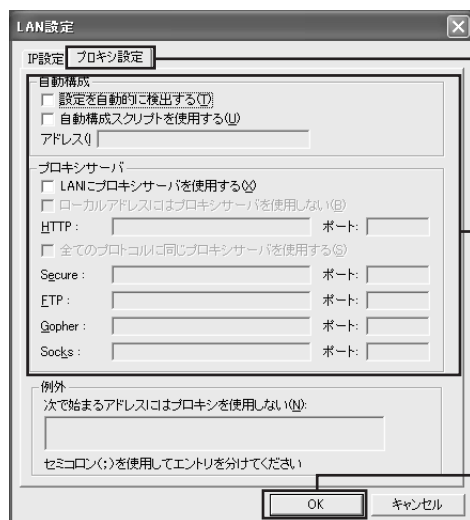 LAN設定
IP設定 プロキシ設定
自動構成
設定を自動的に検出する(T)
自動構成スクリプトを使用する(U)
アドレス(
プロキシサーバ
LANにプロキシサーバを使用する(X)
ローカルアドレスにはプロキシサーバを使用しない(B)
HTTP : ポート:
全てのプロトコルに同じプロキシサーバを使用する(S)
Secure : ポート:
FTP : ポート:
Gopher : ポート:
Socks : ポート:
例外
次で始まるアドレスにはプロキシを使用しない(N):
セミコロン(;)を使用してエントリを分けてください
OK キャンセル